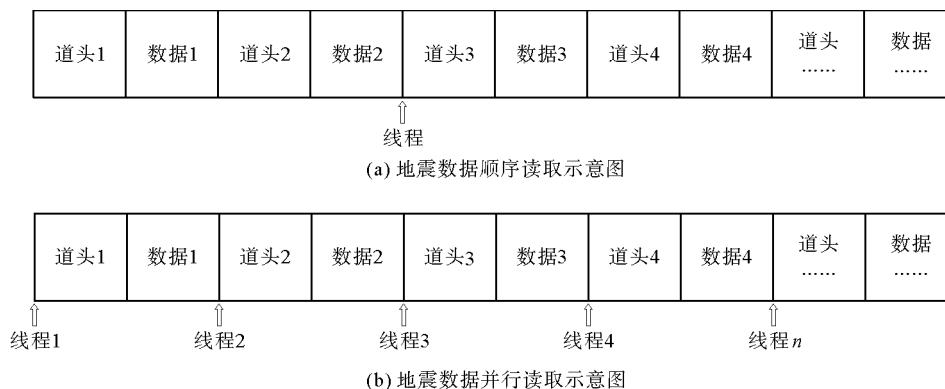 道头1 数据1 道头2 数据2 道头3 数据3 道头4 数据4 道头 数据
…… ……
线程
(a) 地震数据顺序读取示意图
道头1 数据1 道头2 数据2 道头3 数据3 道头4 数据4 道头 数据
…… ……
线程1 线程2 线程3 线程4 线程n
(b) 地震数据并行读取示意图